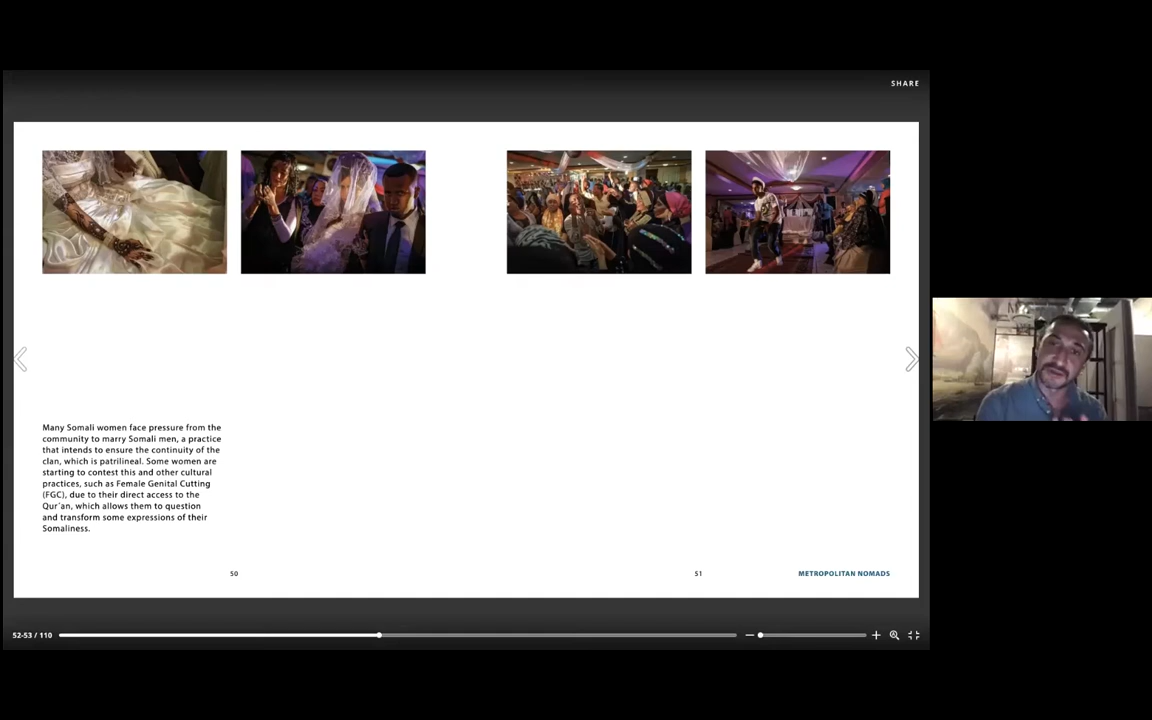 SHARE
Many Somali women face pressure from the
community to marry Somali men, a practice
that intends to ensure the continuity of the
clan, which is patrilineal. Some women are
starting to contest this and other cultural
practices, such as Female Genital Cutting
(FGC), due to their direct access to the
Qur´an, which allows them to question
and transform some expressions of their
Somaliness.
50
51
METROPOLITAN NOMADS
52-53 / 110